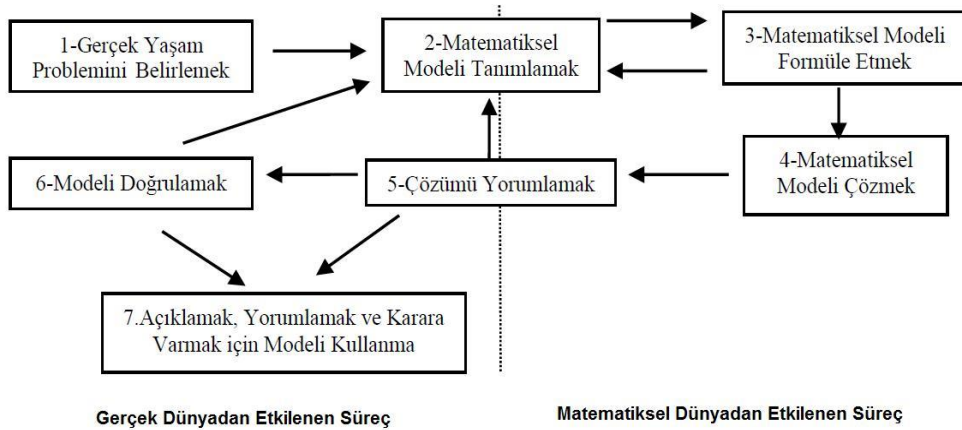 1-Gerçek Yaşam
Problemini Belirlemek
2-Matematiksel
Modeli Tanımlamak
3-Matematiksel Modeli
Formüle Etmek
6-Modeli Doğrulamak
5-Çözümü Yorumlamak
4-Matematiksel
Modeli Çözmek
7.Açıklamak, Yorumlamak ve Karara
Varmak için Modeli Kullanma
Gerçek Dünyadan Etkilenen Süreç
Matematiksel Dünyadan Etkilenen Süreç